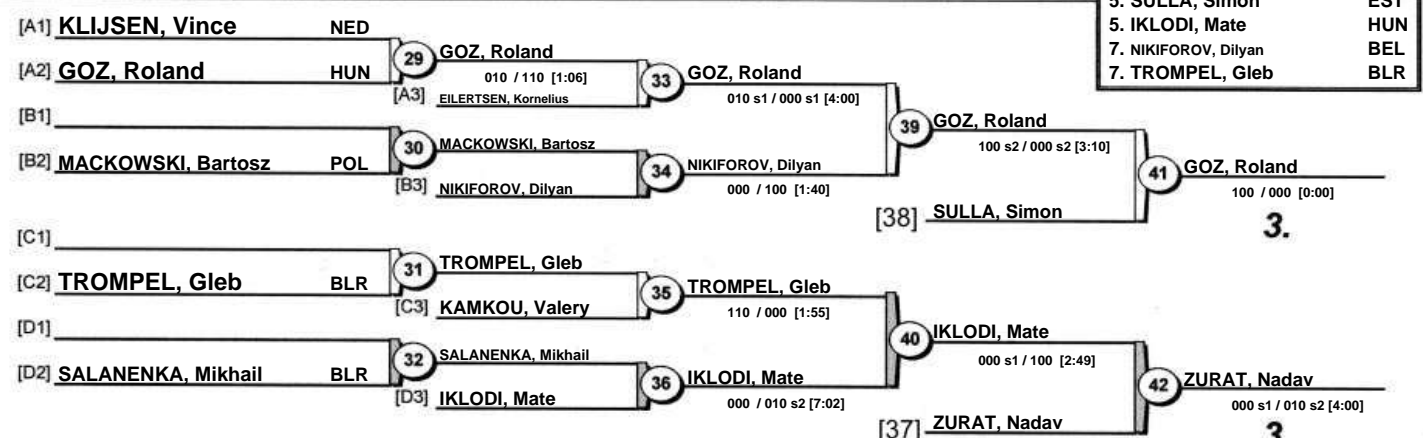 5. SULLA, Simon EST
5. IKLODI, Mate HUN
7. NIKIFOROV, Dilyan BEL
7. TROMPEL, Gleb BLR
[A1] KLIJSEN, Vince NED
[A2] GOZ, Roland HUN
29
GOZ, Roland
010 / 110 [1:06]
[A3] EILERTSEN, Kornelius
33
GOZ, Roland
010 s1 / 000 s1 [4:00]
[B1]
[B2] MACKOWSKI, Bartosz POL
30
MACKOWSKI, Bartosz
[B3] NIKIFOROV, Dilyan
34
NIKIFOROV, Dilyan
000 / 100 [1:40]
39
GOZ, Roland
100 s2 / 000 s2 [3:10]
[38] SULLA, Simon
41
GOZ, Roland
100 / 000 [0:00]
3.
[C1]
[C2] TROMPEL, Gleb BLR
31
TROMPEL, Gleb
[C3] KAMKOU, Valery
35
TROMPEL, Gleb
110 / 000 [1:55]
[D1]
[D2] SALANENKA, Mikhail BLR
32
SALANENKA, Mikhail
[D3] IKLODI, Mate
36
IKLODI, Mate
000 / 010 s2 [7:02]
40
IKLODI, Mate
000 s1 / 100 [2:49]
[37] ZURAT, Nadav
42
ZURAT, Nadav
000 s1 / 010 s2 [4:00]
3